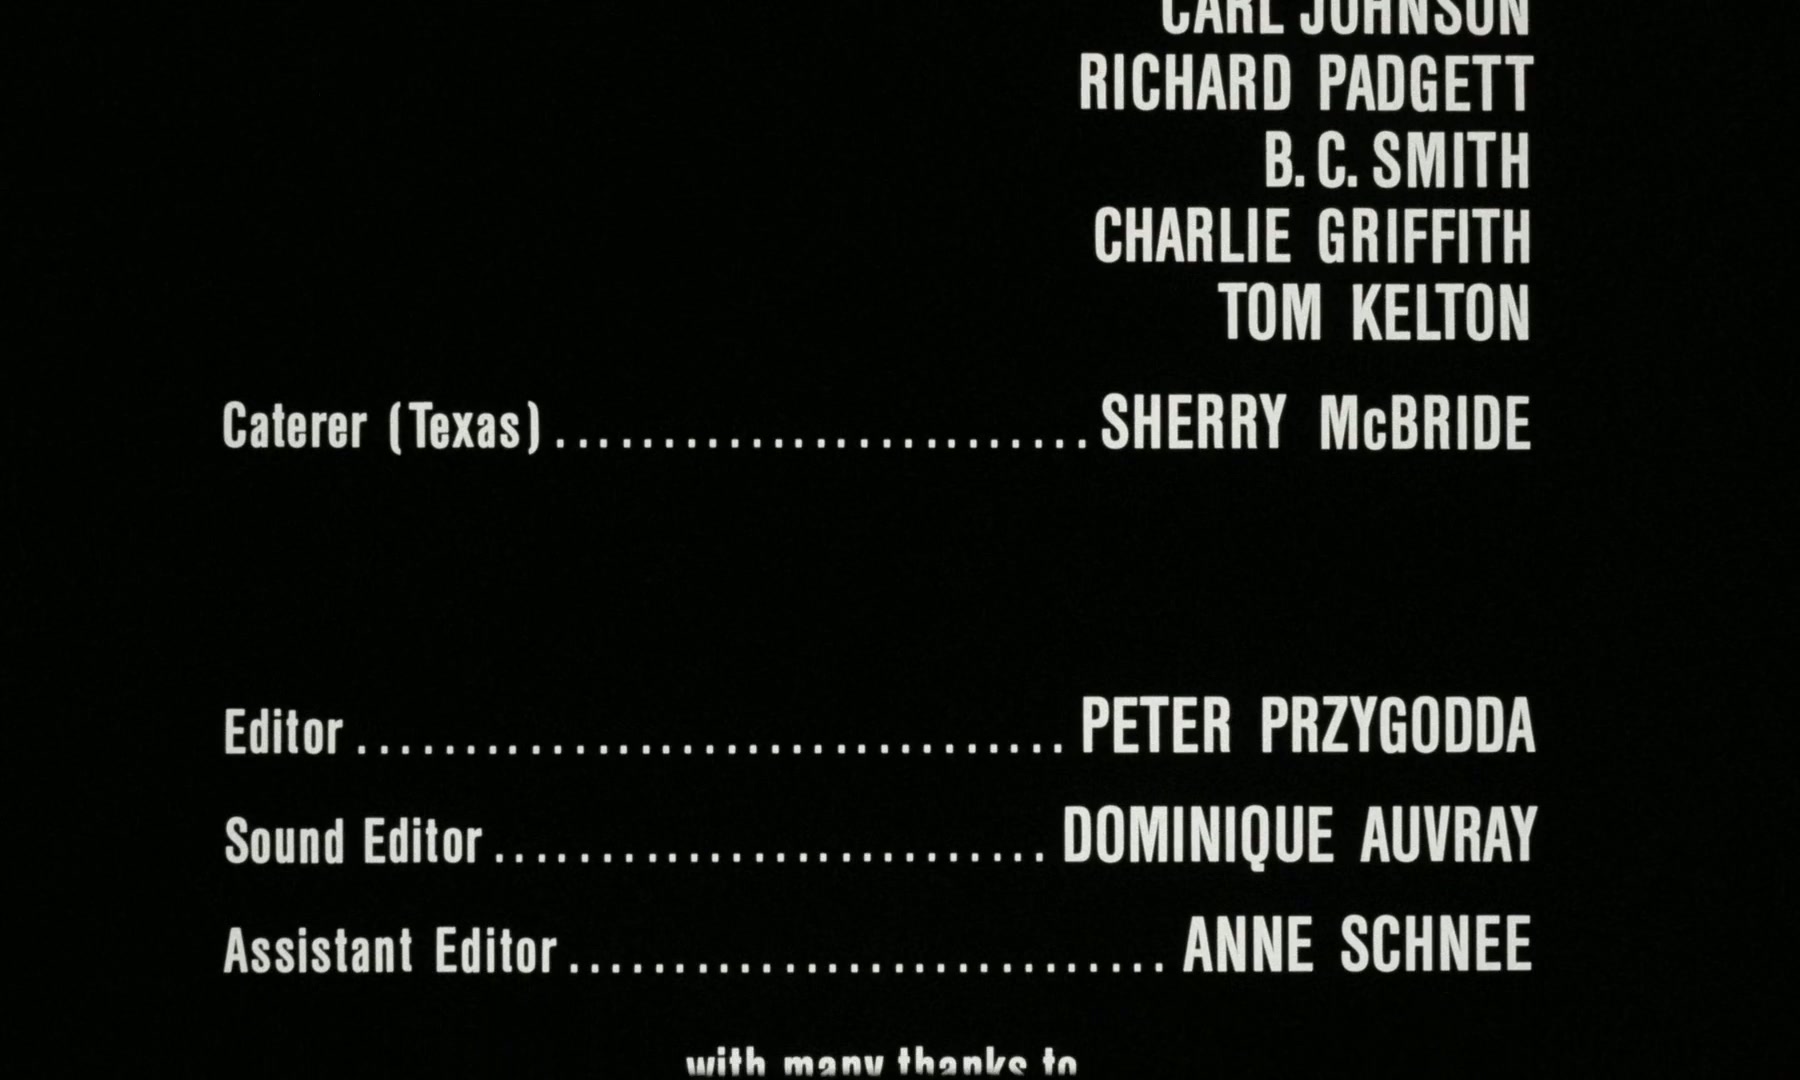 CARL JOHNSON
RICHARD PADGETT
B. C. SMITH
CHARLIE GRIFFITH
TOM KELTON
Caterer (Texas) ......................... SHERRY McBRIDE
Editor ................................. PETER PRZYGODDA
Sound Editor .......................... DOMINIQUE AUVRAY
Assistant Editor ............................ ANNE SCHNEE
with many thanks to